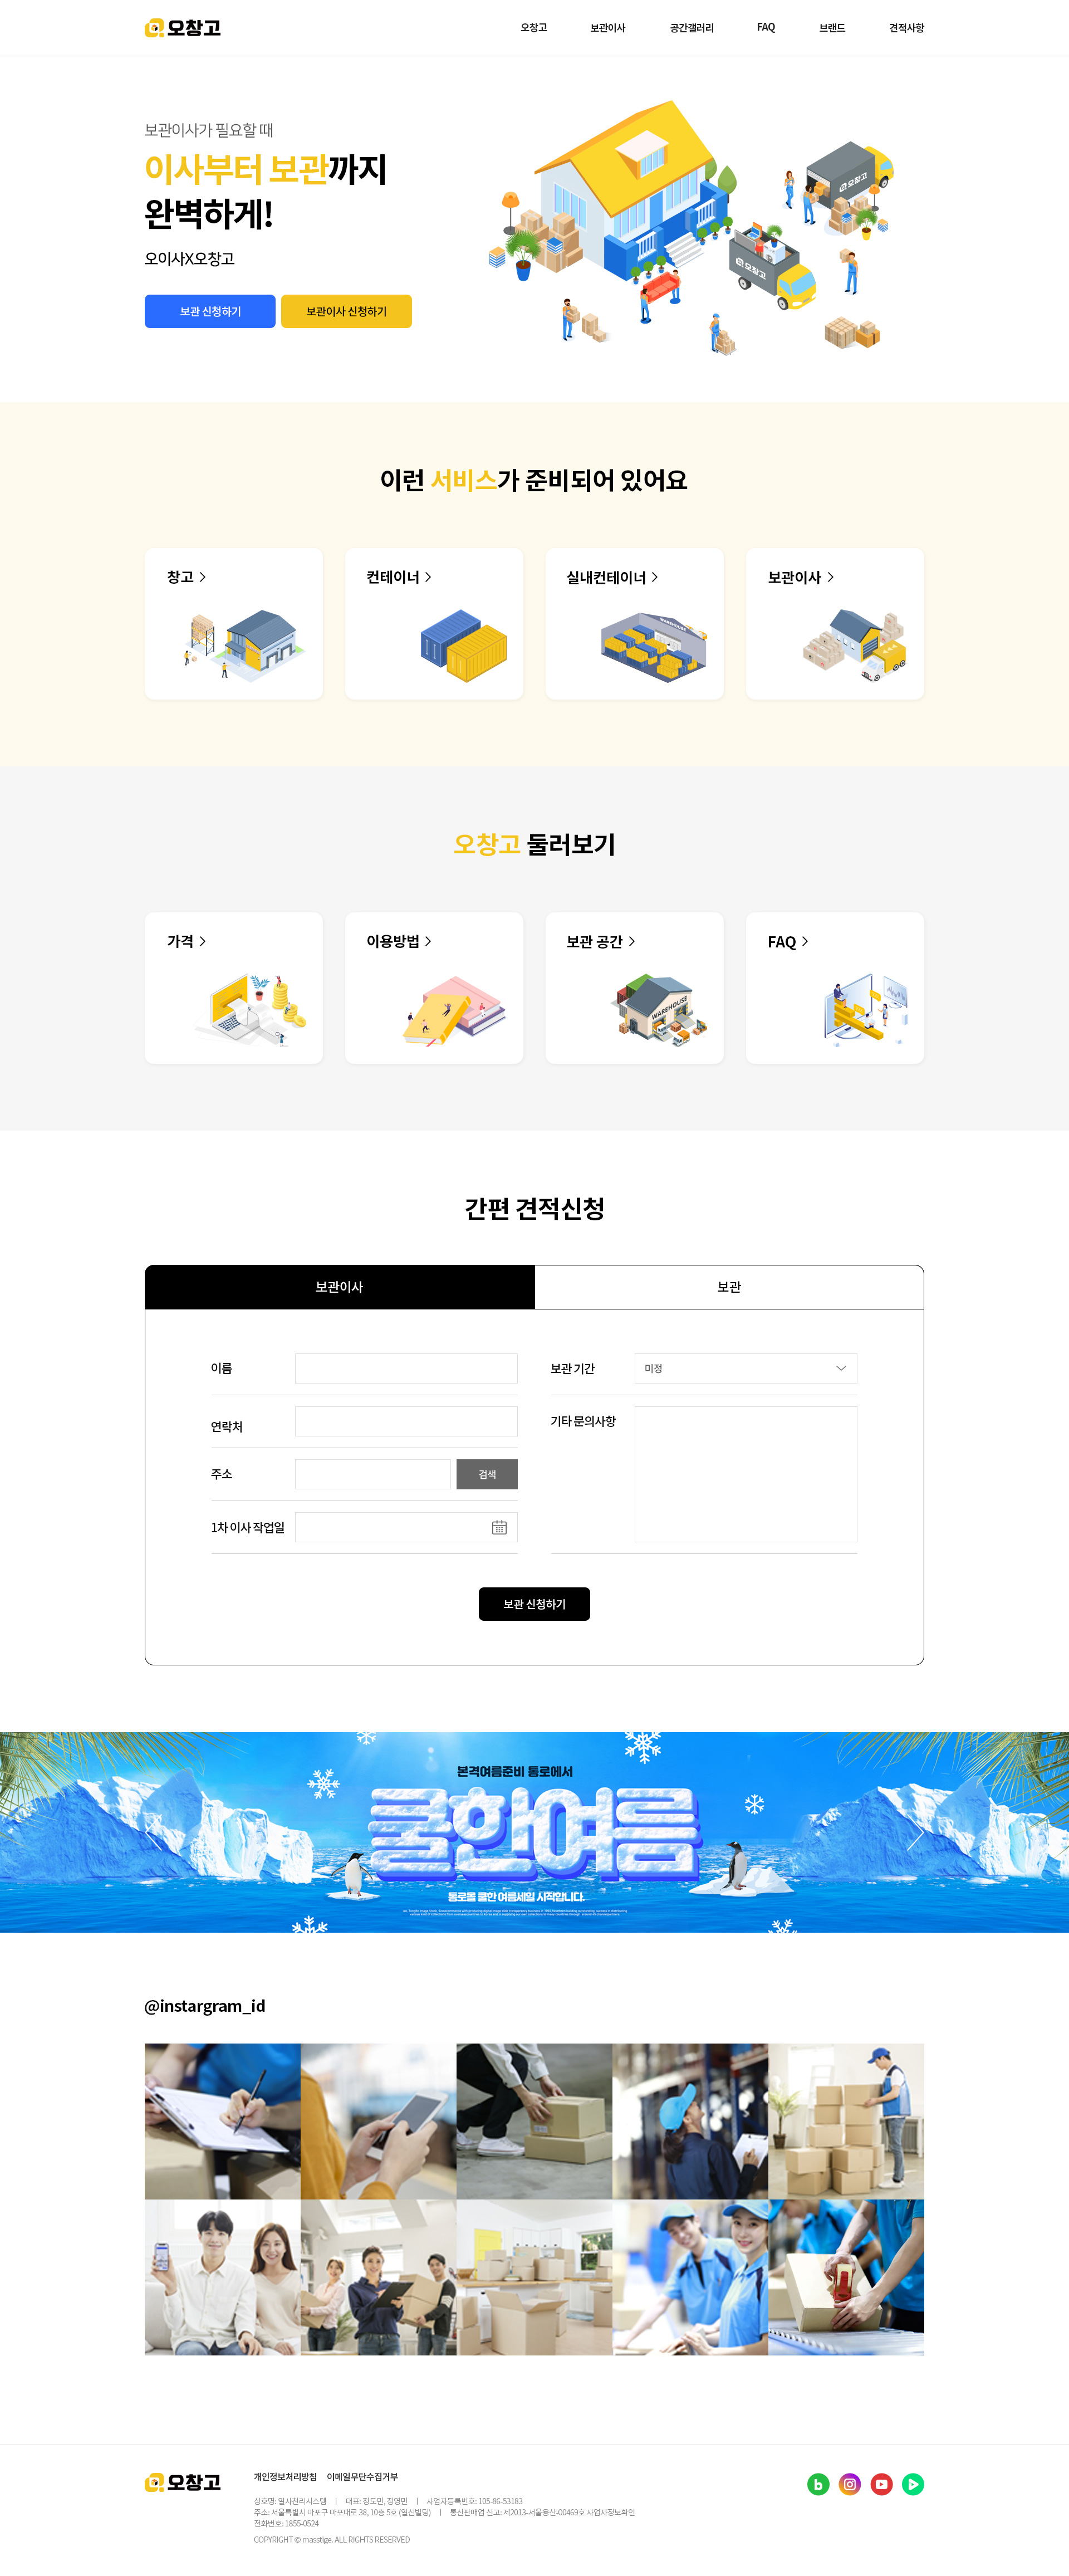 오창고
오창고 보관이사 공간갤러리 FAQ 브랜드 견적사항
보관이사가 필요할 때
이사부터 보관까지
완벽하게!
오이사X오창고
보관 신청하기 보관이사 신청하기
오창고
오창고
이런 서비스가 준비되어 있어요
창고 컨테이너 실내컨테이너 보관이사
WAREHOUSE
오창고 둘러보기
가격 이용방법 보관 공간 FAQ
WAREHOUSE
간편 견적신청
보관이사 보관
이름 보관 기간 미정
연락처 기타 문의사항
주소 검색
1차 이사 작업일
보관 신청하기
본격여름준비 통로에서
쿨한여름
통로몰 쿨한 여름세일 시작합니다.
@instargram_id
오창고
개인정보처리방침 이메일무단수집거부
상호명: 일사천리시스템 | 대표: 정도민, 정영민 | 사업자등록번호: 105-86-53183
주소: 서울특별시 마포구 마포대로 38, 10층 5호 (일신빌딩) | 통신판매업 신고: 제2013-서울용산-00469호 사업자정보확인
전화번호: 1855-0524
COPYRIGHT © masstige. ALL RIGHTS RESERVED